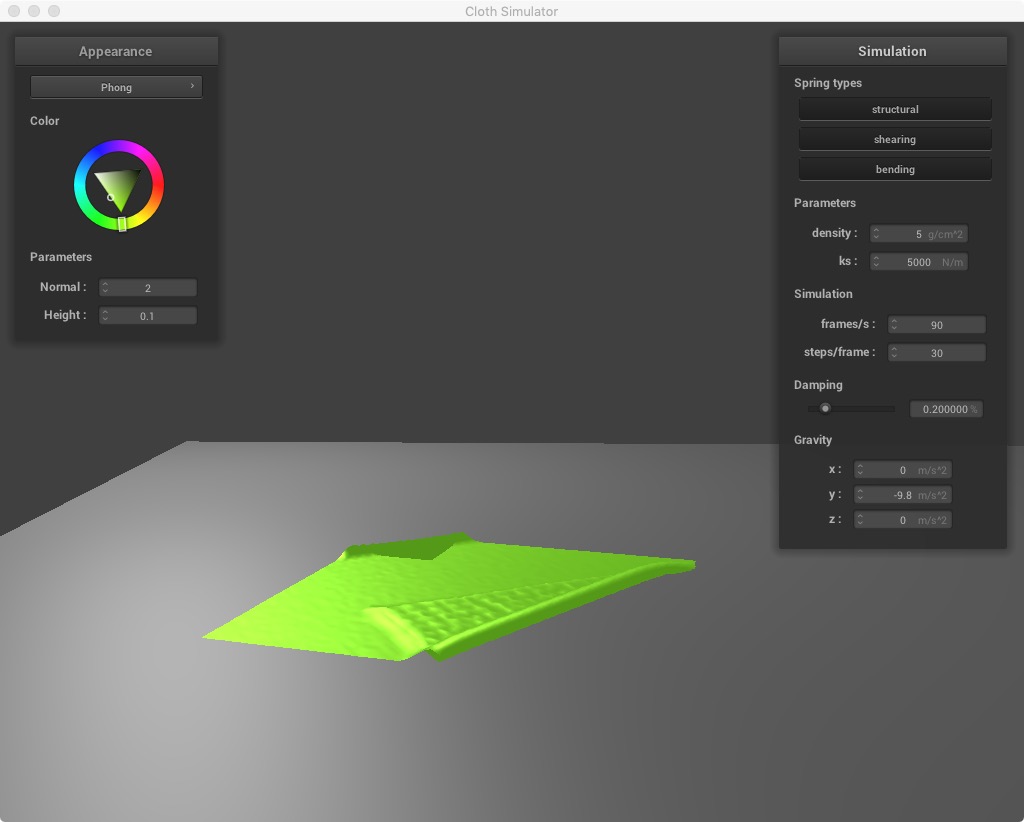 Cloth Simulator
Appearance
Phong
Color
Parameters
Normal : 2
Height : 0.1
Simulation
Spring types
structural
shearing
bending
Parameters
density : 5 g/cm^2
ks : 5000 N/m
Simulation
frames/s : 90
steps/frame : 30
Damping
0.200000 %
Gravity
x : 0 m/s^2
y : -9.8 m/s^2
z : 0 m/s^2